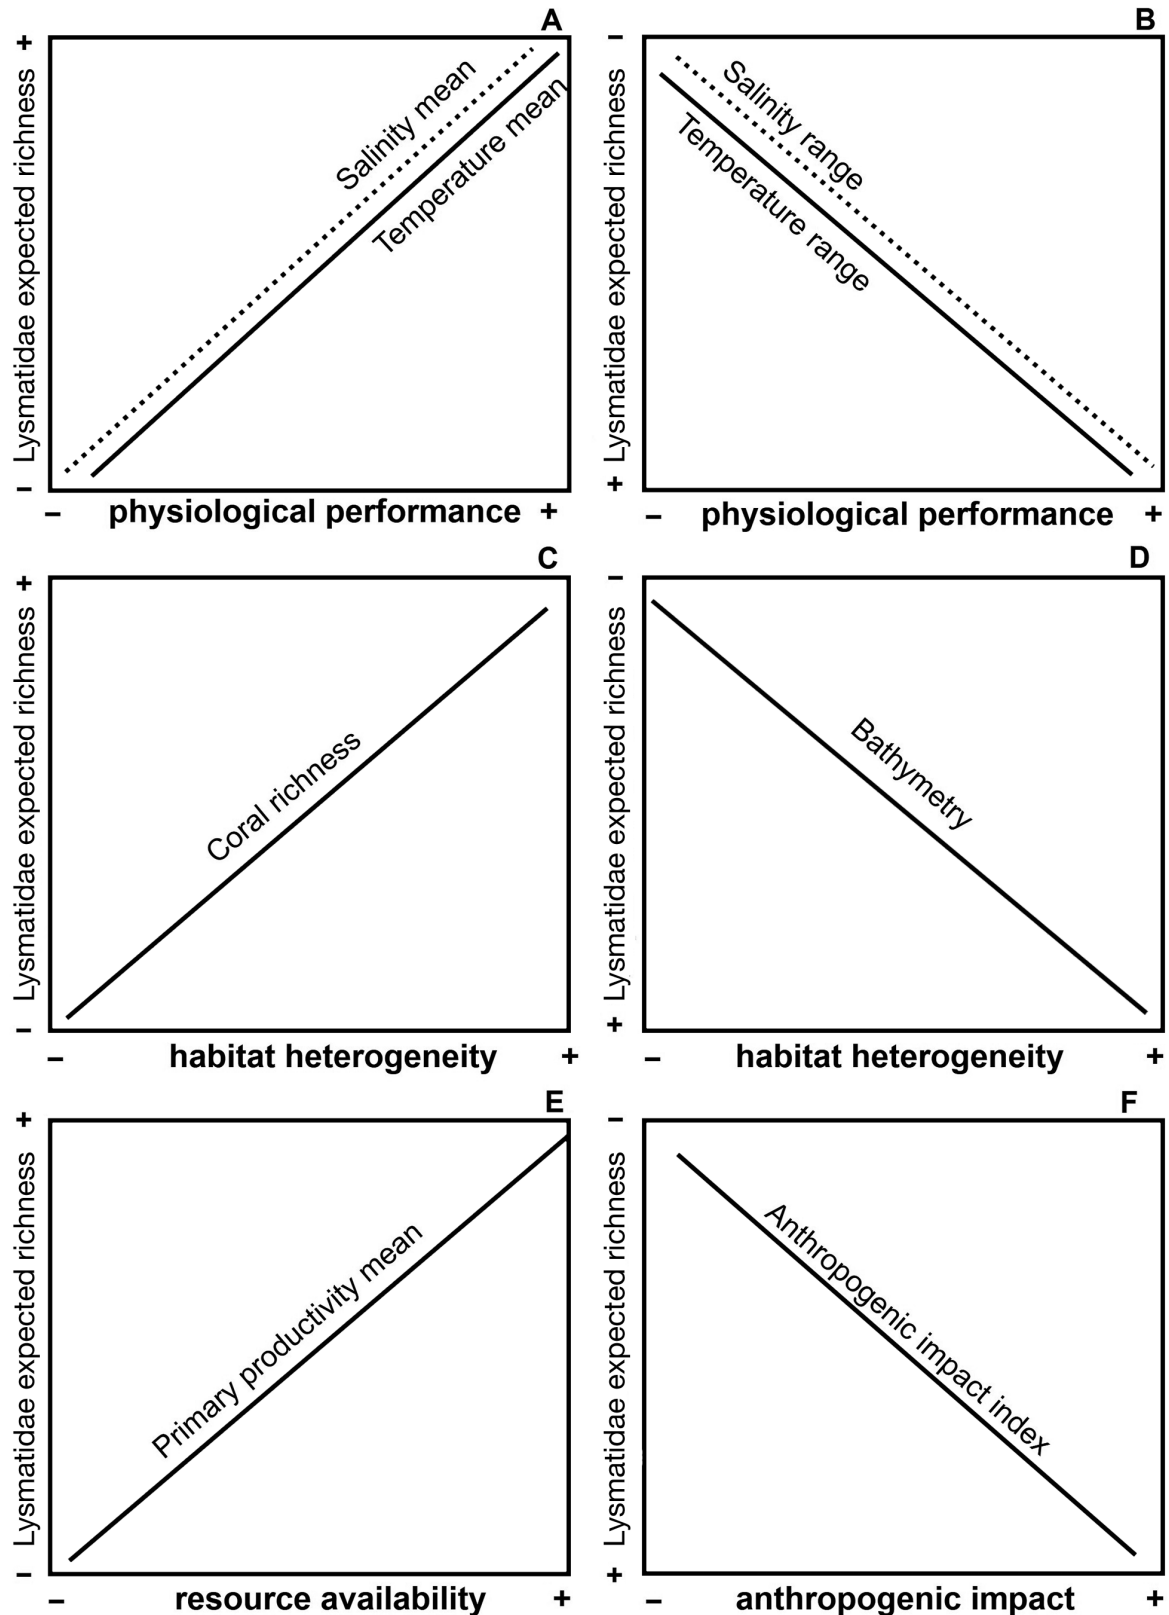 A
+
Lysmatidae expected richness
–
Salinity mean
Temperature mean
– physiological performance +
B
–
Lysmatidae expected richness
+
Salinity range
Temperature range
– physiological performance +
C
+
Lysmatidae expected richness
–
Coral richness
– habitat heterogeneity +
D
–
Lysmatidae expected richness
+
Bathymetry
– habitat heterogeneity +
E
+
Lysmatidae expected richness
–
Primary productivity mean
– resource availability +
F
–
Lysmatidae expected richness
+
Anthropogenic impact index
– anthropogenic impact +